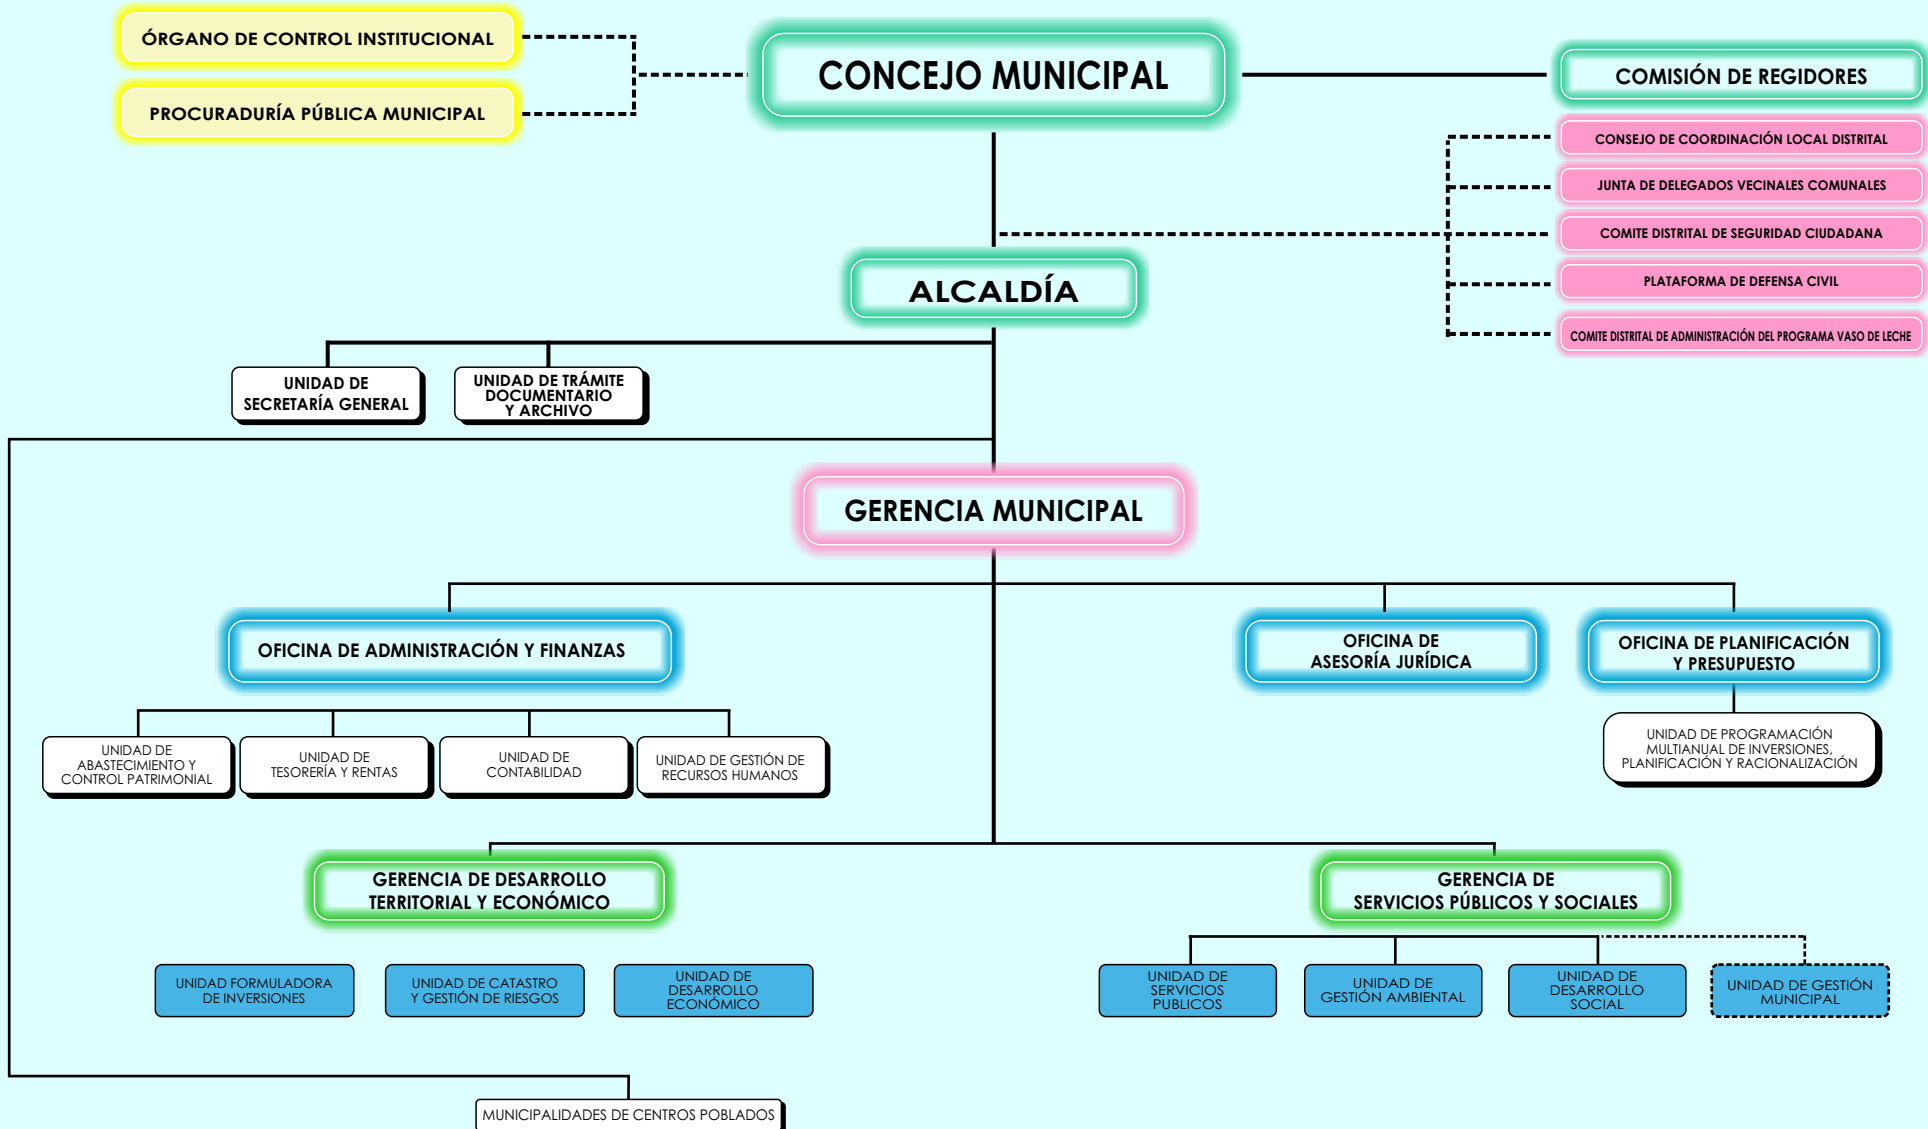 ÓRGANO DE CONTROL INSTITUCIONAL
PROCURADURÍA PÚBLICA MUNICIPAL
CONCEJO MUNICIPAL
COMISIÓN DE REGIDORES
CONSEJO DE COORDINACIÓN LOCAL DISTRITAL
JUNTA DE DELEGADOS VECINALES COMUNALES
COMITE DISTRITAL DE SEGURIDAD CIUDADANA
PLATAFORMA DE DEFENSA CIVIL
COMITE DISTRITAL DE ADMINISTRACIÓN DEL PROGRAMA VASO DE LECHE
ALCALDÍA
UNIDAD DE
SECRETARÍA GENERAL
UNIDAD DE TRÁMITE
DOCUMENTARIO
Y ARCHIVO
GERENCIA MUNICIPAL
OFICINA DE ADMINISTRACIÓN Y FINANZAS
OFICINA DE
ASESORÍA JURÍDICA
OFICINA DE PLANIFICACIÓN
Y PRESUPUESTO
UNIDAD DE
ABASTECIMIENTO Y
CONTROL PATRIMONIAL
UNIDAD DE
TESORERÍA Y RENTAS
UNIDAD DE
CONTABILIDAD
UNIDAD DE GESTIÓN DE
RECURSOS HUMANOS
UNIDAD DE PROGRAMACIÓN
MULTIANUAL DE INVERSIONES,
PLANIFICACIÓN Y RACIONALIZACIÓN
GERENCIA DE DESARROLLO
TERRITORIAL Y ECONÓMICO
GERENCIA DE
SERVICIOS PÚBLICOS Y SOCIALES
UNIDAD FORMULADORA
DE INVERSIONES
UNIDAD DE CATASTRO
Y GESTIÓN DE RIESGOS
UNIDAD DE
DESARROLLO
ECONÓMICO
UNIDAD DE
SERVICIOS
PUBLICOS
UNIDAD DE
GESTIÓN AMBIENTAL
UNIDAD DE
DESARROLLO
SOCIAL
UNIDAD DE GESTIÓN
MUNICIPAL
MUNICIPALIDADES DE CENTROS POBLADOS